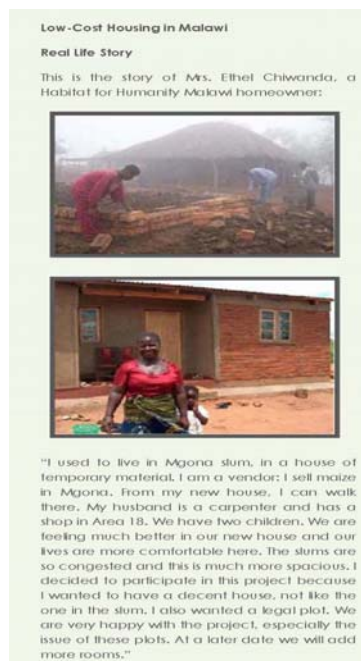 Low-Cost Housing in Malawi
Real Life Story
This is the story of Mrs. Ethel Chiwanda, a
Habitat for Humanity Malawi homeowner:
"I used to live in Mgona slum, in a house of
temporary material. I am a vendor: I sell maize
in Mgona. From my new house, I can walk
there. My husband is a carpenter and has a
shop in Area 18. We have two children. We are
feeling much better in our new house and our
lives are more comfortable here. The slums are
so congested and this is much more spacious. I
decided to participate in this project because
I wanted to have a decent house, not like the
one in the slum. I also wanted a legal plot. We
are very happy with the project, especially the
issue of these plots. At a later date we will add
more rooms."